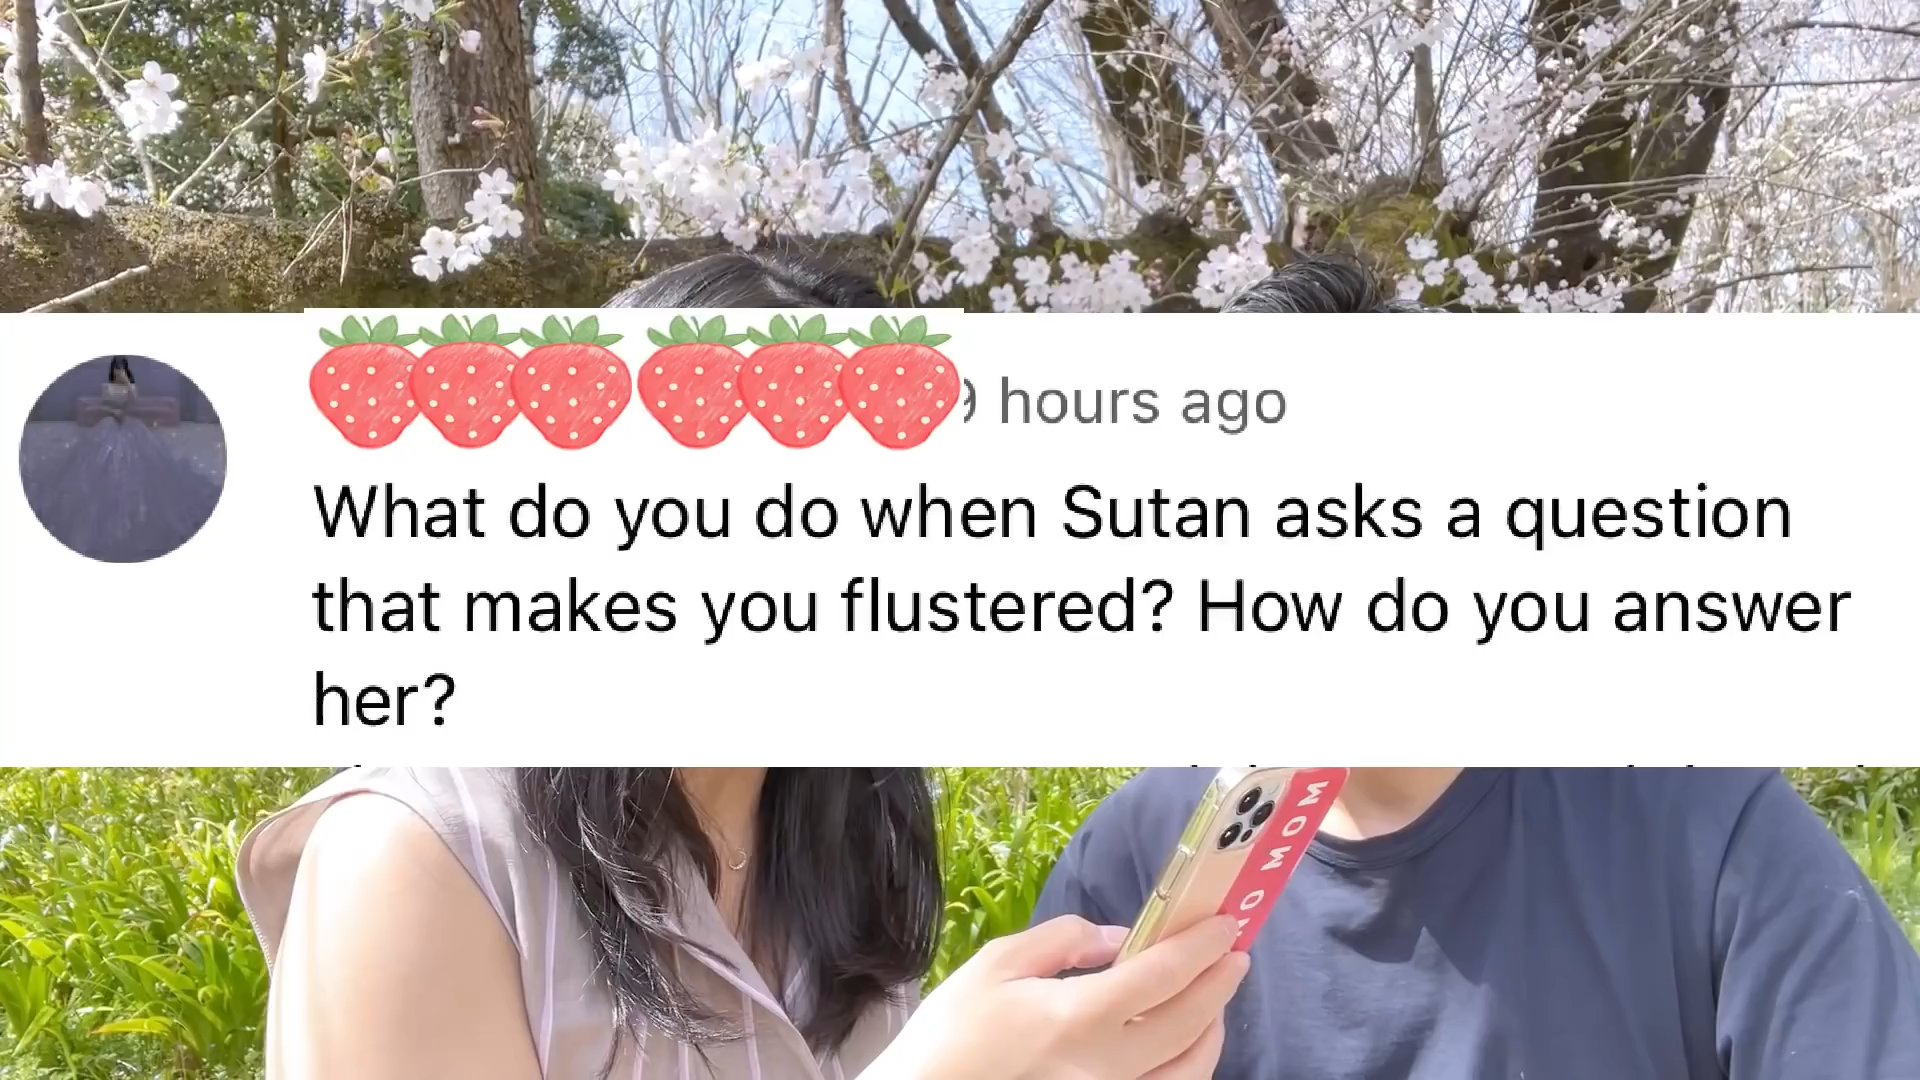 9 hours ago
What do you do when Sutan asks a question
that makes you flustered? How do you answer
her?
MOM